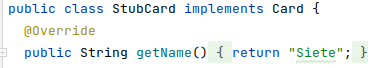 public class StubCard implements Card {
@Override
public String getName() { return "Siete"; }